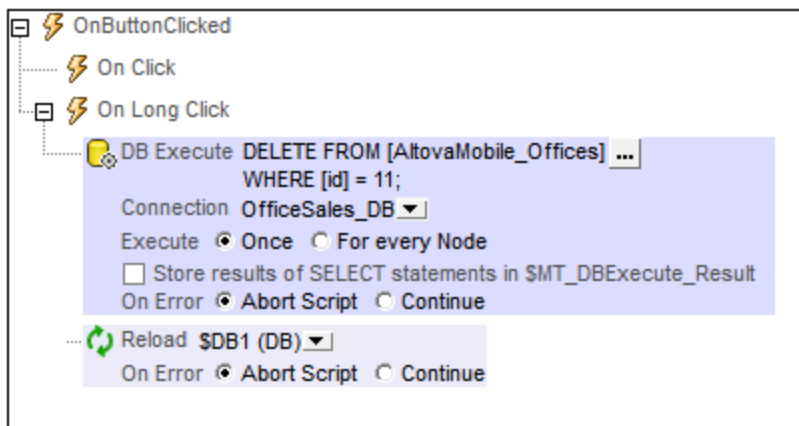 OnButtonClicked
On Click
On Long Click
DB Execute DELETE FROM [AltovaMobile_Offices] ...
WHERE [id] = 11;
Connection OfficeSales_DB
Execute Once For every Node
Store results of SELECT statements in $MT_DBExecute_Result
On Error Abort Script Continue
Reload $DB1 (DB)
On Error Abort Script Continue